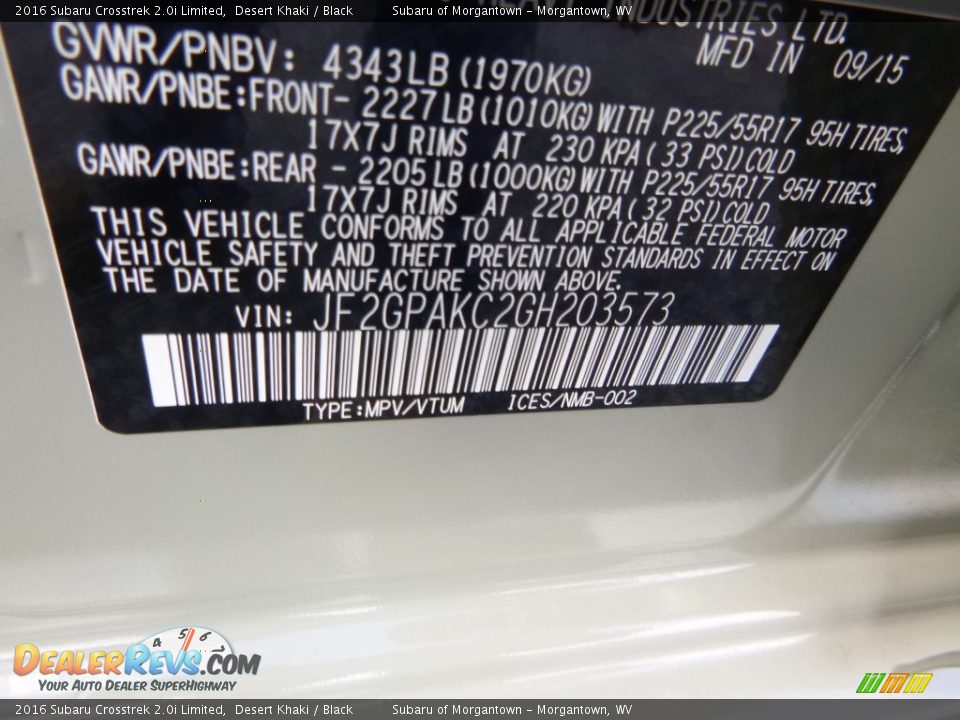 2016 Subaru Crosstrek 2.0i Limited, Desert Khaki / Black Subaru of Morgantown - Morgantown, WV
INDUSTRIES LTD.
MFD IN 09/15
GVWR/PNBV: 4343LB (1970KG)
GAWR/PNBE:FRONT- 2227 LB (1010KG) WITH P225/55R17 95H TIRES,
17X7J RIMS AT 230 KPA ( 33 PSI) COLD
GAWR/PNBE:REAR - 2205 LB (1000KG) WITH P225/55R17 95H TIRES,
17X7J RIMS AT 220 KPA ( 32 PSI) COLD
THIS VEHICLE CONFORMS TO ALL APPLICABLE FEDERAL MOTOR
VEHICLE SAFETY AND THEFT PREVENTION STANDARDS IN EFFECT ON
THE DATE OF MANUFACTURE SHOWN ABOVE.
VIN: JF2GPAKC2GH203573
TYPE:MPV/VTUM ICES/NMB-002
4 5 6
DEALERREVS.COM
YOUR AUTO DEALER SUPERHIGHWAY
2016 Subaru Crosstrek 2.0i Limited, Desert Khaki / Black Subaru of Morgantown - Morgantown, WV